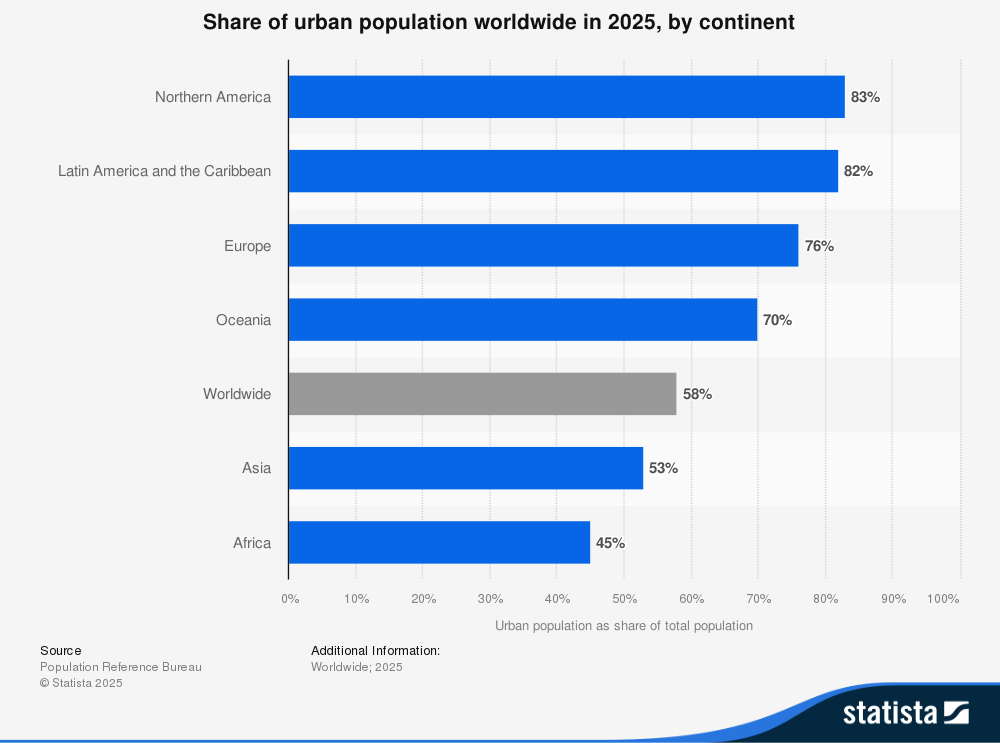 Share of urban population worldwide in 2025, by continent
Northern America 83%
Latin America and the Caribbean 82%
Europe 76%
Oceania 70%
Worldwide 58%
Asia 53%
Africa 45%
0% 10% 20% 30% 40% 50% 60% 70% 80% 90% 100%
Urban population as share of total population
Source
Population Reference Bureau
© Statista 2025
Additional Information:
Worldwide; 2025
statista